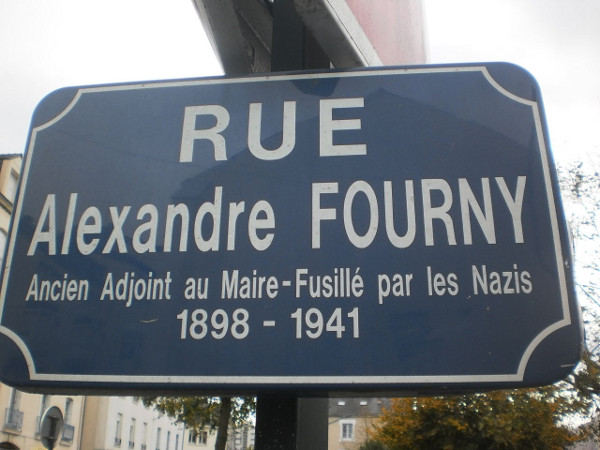 RUE
Alexandre FOURNY
Ancien Adjoint au Maire-Fusillé par les Nazis
1898 - 1941